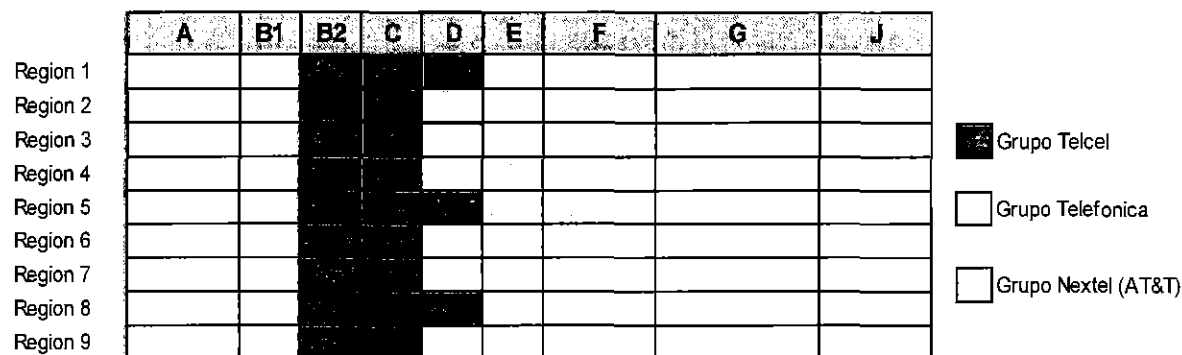 A B1 B2 C D E F G J
Region 1
Region 2
Region 3
Region 4
Region 5
Region 6
Region 7
Region 8
Region 9
Grupo Telcel
Grupo Telefonica
Grupo Nextel (AT&T)